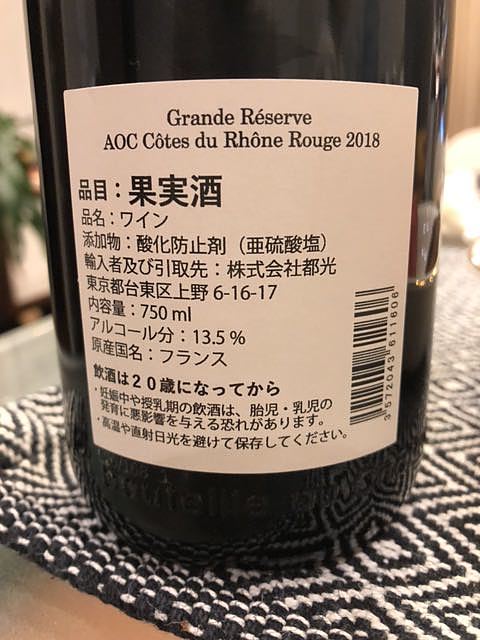 Grande Réserve
AOC Côtes du Rhône Rouge 2018
品目：果実酒
品名：ワイン
添加物：酸化防止剤（亜硫酸塩）
輸入者及び引取先：株式会社都光
東京都台東区上野 6-16-17
内容量：750 ml
アルコール分：13.5 %
原産国名：フランス
飲酒は20歳になってから
・妊娠中や授乳期の飲酒は、胎児・乳児の
発育に悪影響を与える恐れがあります。
・高温や直射日光を避けて保存してください。
3 572043 611606